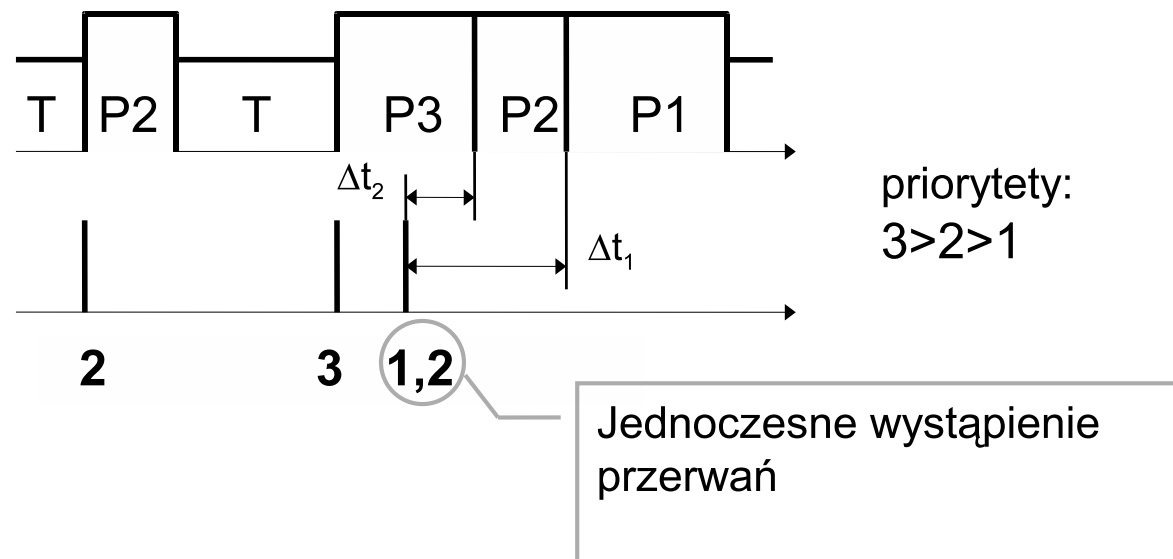 T P2 T P3 P2 P1
Δt2
priorytety:
3>2>1
Δt1
2 3 1,2
Jednoczesne wystąpienie
przerwań